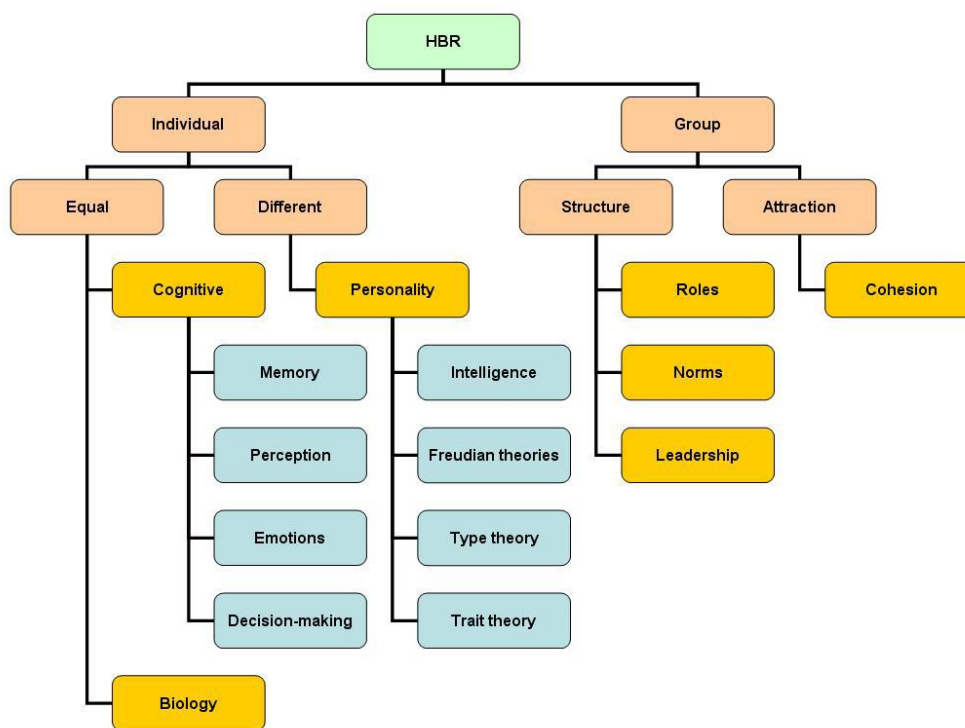 HBR
Individual
Group
Equal
Different
Structure
Attraction
Cognitive
Personality
Roles
Cohesion
Memory
Intelligence
Norms
Perception
Freudian theories
Leadership
Emotions
Type theory
Decision-making
Trait theory
Biology